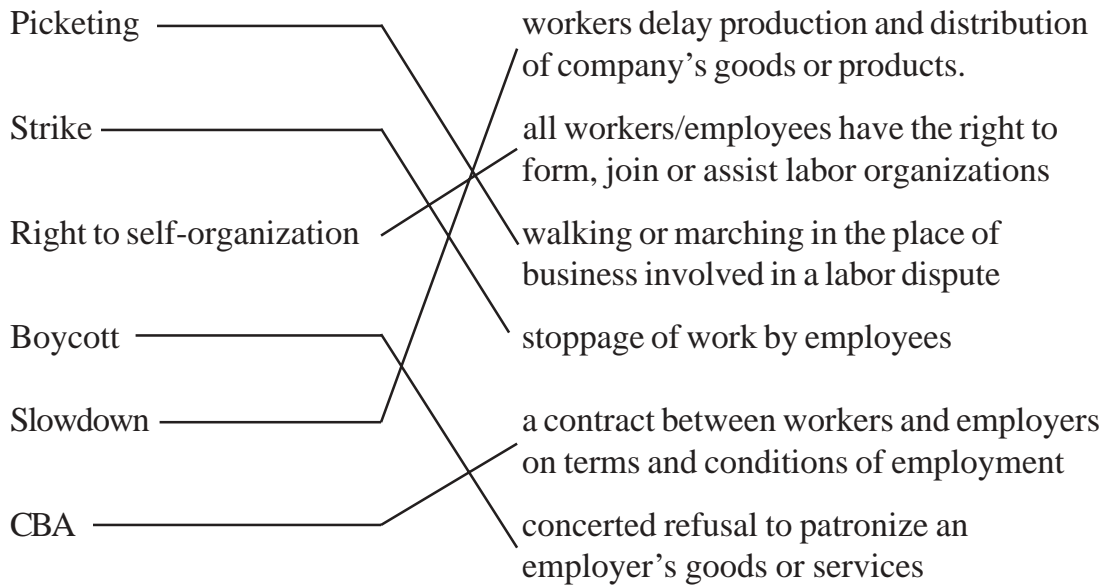 Picketing
workers delay production and distribution
of company’s goods or products.
Strike
all workers/employees have the right to
form, join or assist labor organizations
Right to self-organization
walking or marching in the place of
business involved in a labor dispute
Boycott
stoppage of work by employees
Slowdown
a contract between workers and employers
on terms and conditions of employment
CBA
concerted refusal to patronize an
employer’s goods or services